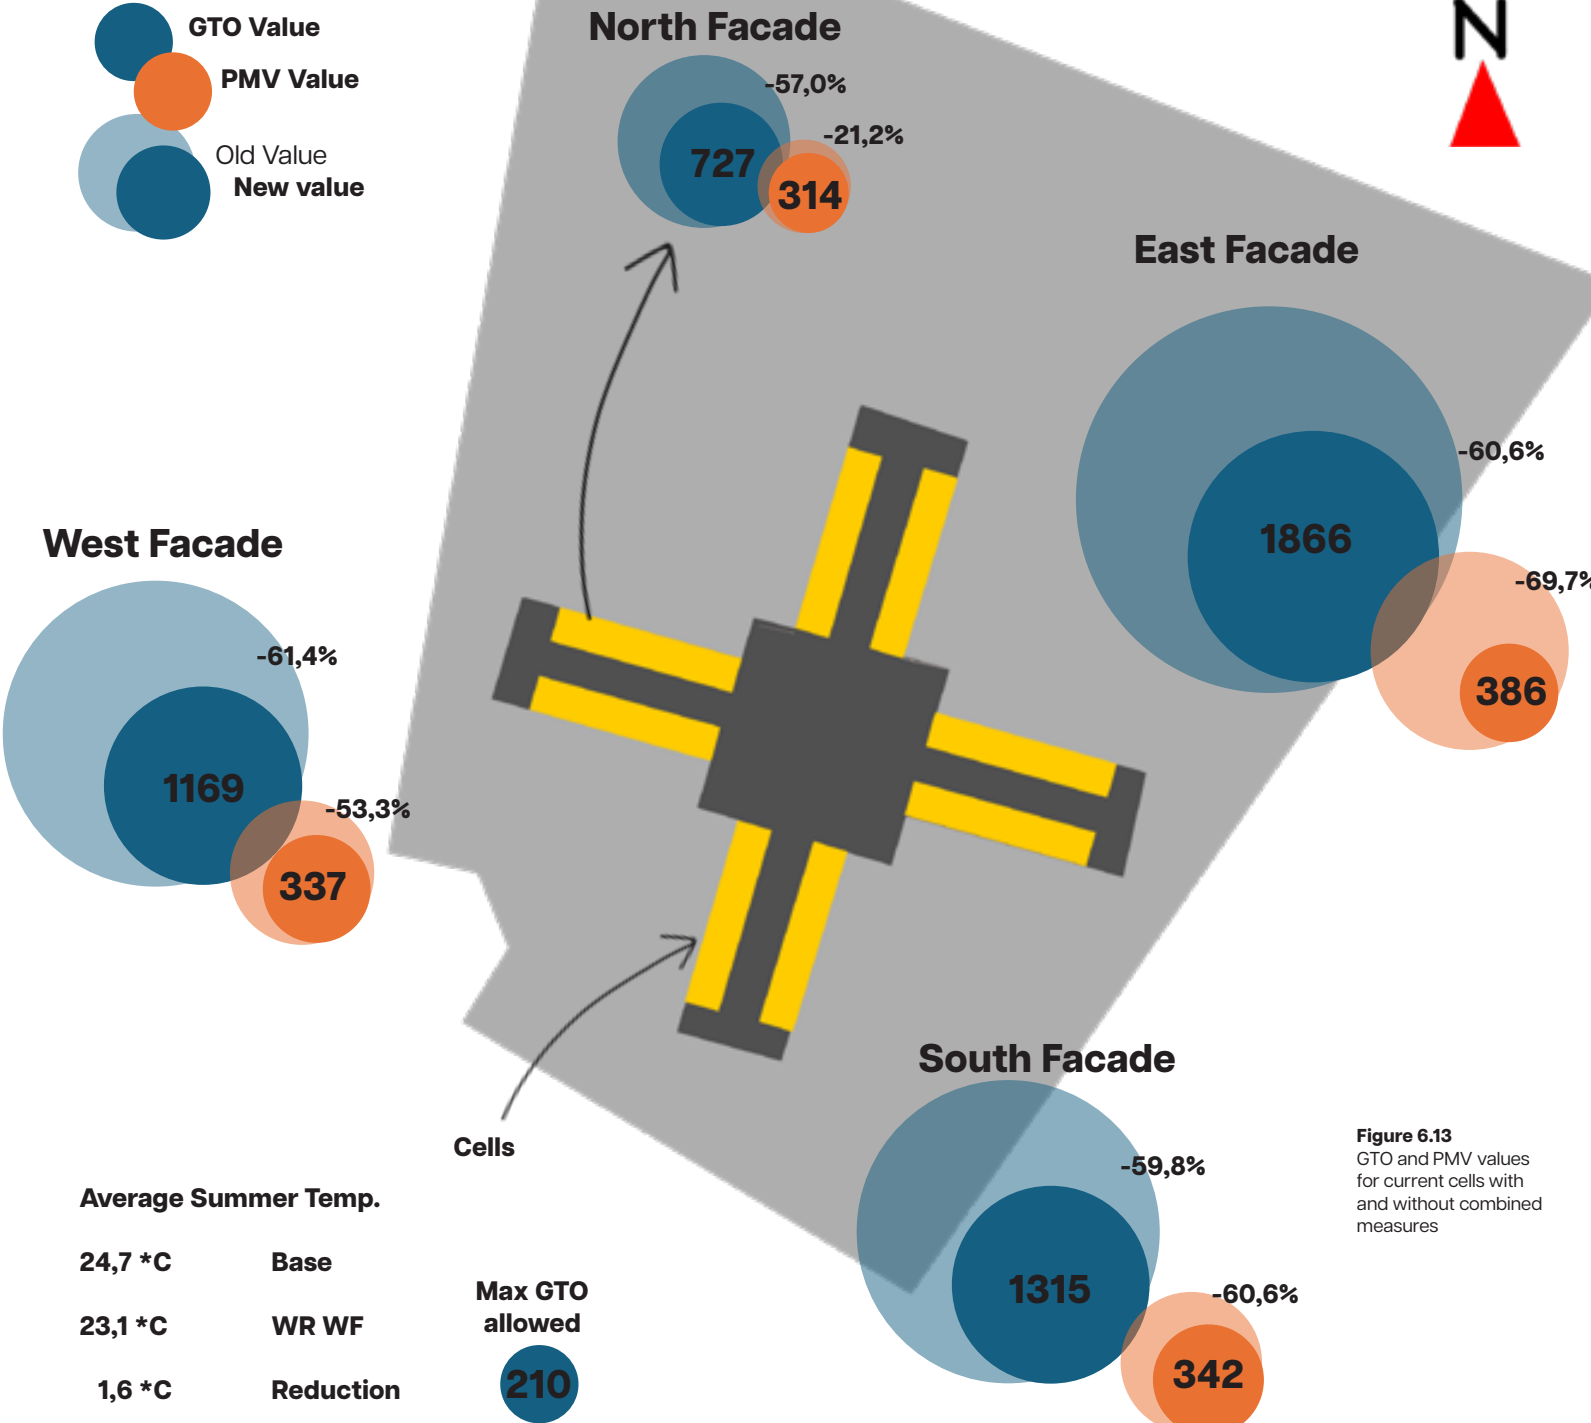 GTO Value
PMV Value
Old Value
New value
North Facade
-57,0%
-21,2%
727
314
N
East Facade
-60,6%
1866
-69,7%
386
West Facade
-61,4%
1169
-53,3%
337
Cells
South Facade
-59,8%
1315
-60,6%
342
Figure 6.13
GTO and PMV values
for current cells with
and without combined
measures
Average Summer Temp.
24,7 *C Base
23,1 *C WR WF
1,6 *C Reduction
Max GTO
allowed
210